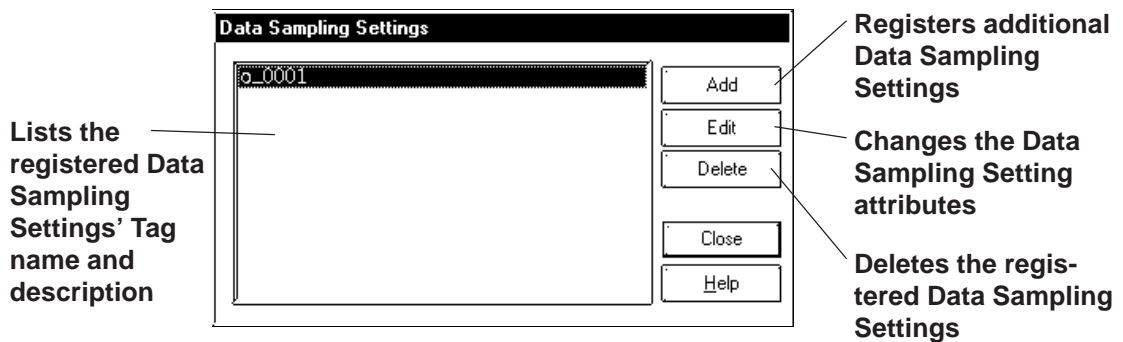 Data Sampling Settings
o_0001
Add
Edit
Delete
Close
Help
Lists the
registered Data
Sampling
Settings’ Tag
name and
description
Registers additional
Data Sampling
Settings
Changes the Data
Sampling Setting
attributes
Deletes the regis-
tered Data Sampling
Settings